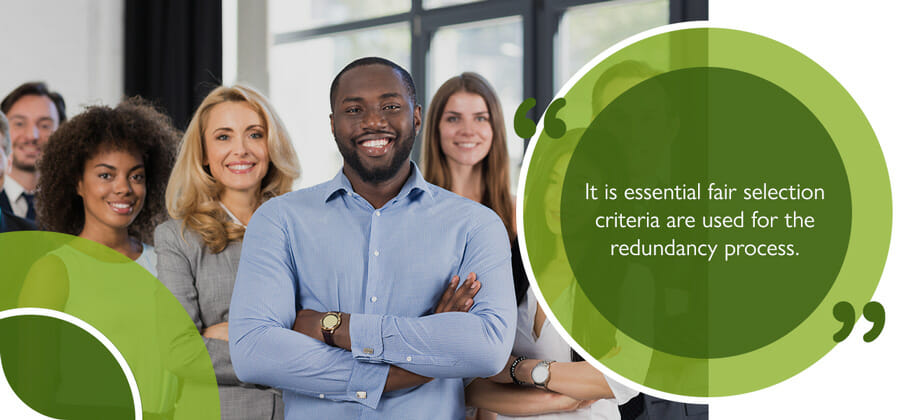 It is essential fair selection
criteria are used for the
redundancy process.